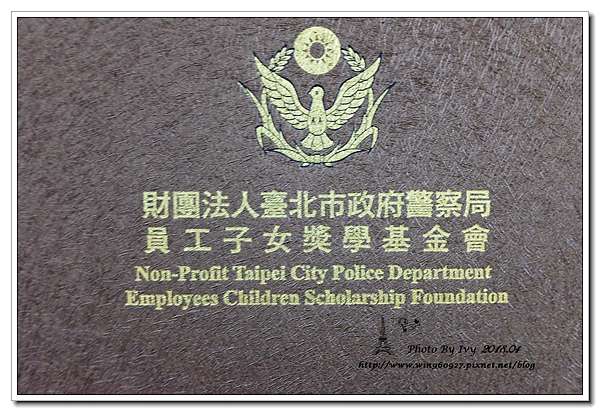 財團法人臺北市政府警察局
員工子女獎學基金會
Non-Profit Taipei City Police Department
Employees Children Scholarship Foundation
Photo By Ivy 2018.01
http://www.wing60927.pixnet.net/blog